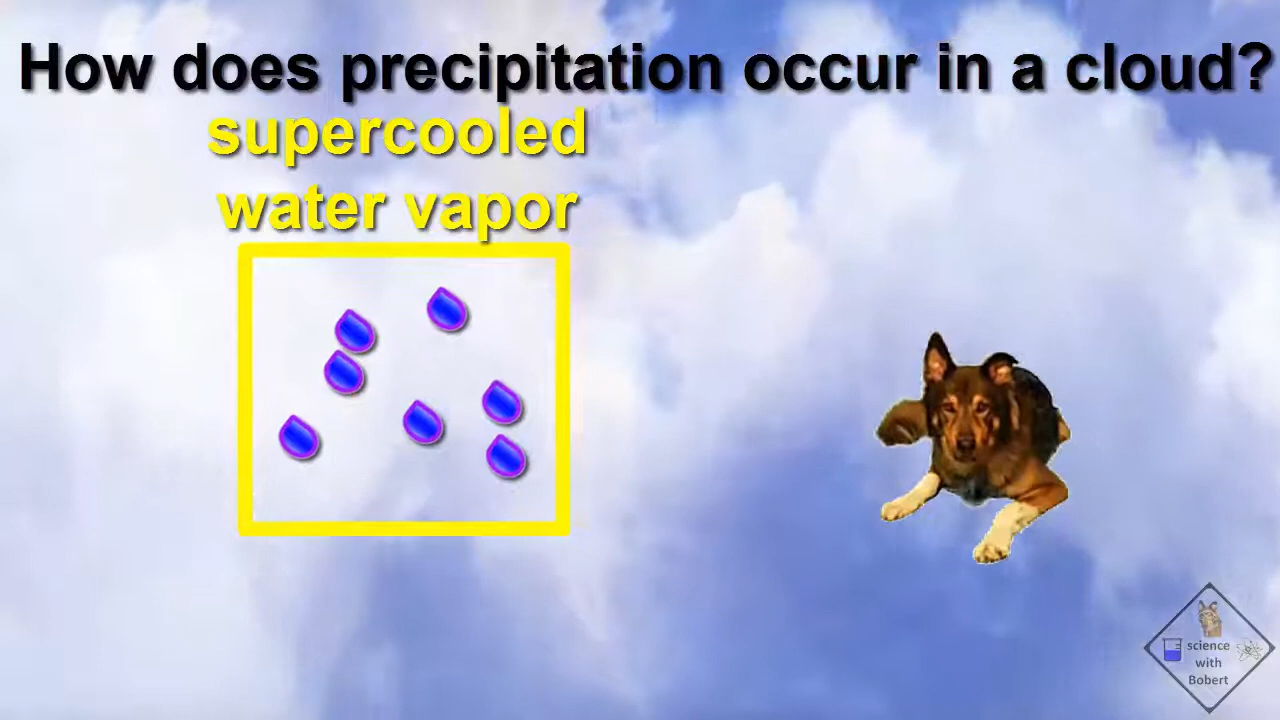 How does precipitation occur in a cloud?
supercooled
water vapor
science
with
Bobert